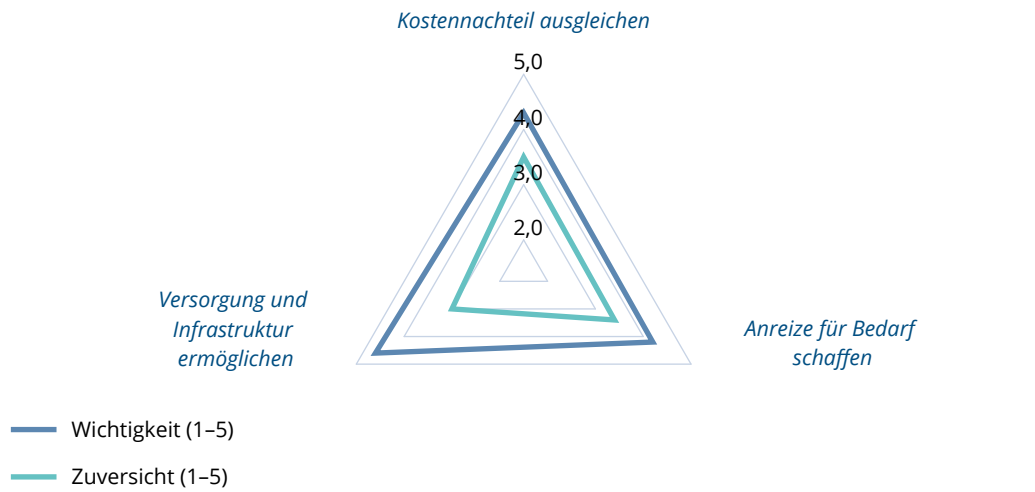 Kostennachteil ausgleichen
5,0
4,0
3,0
2,0
Versorgung und
Infrastruktur
ermöglichen
Anreize für Bedarf
schaffen
Wichtigkeit (1–5)
Zuversicht (1–5)